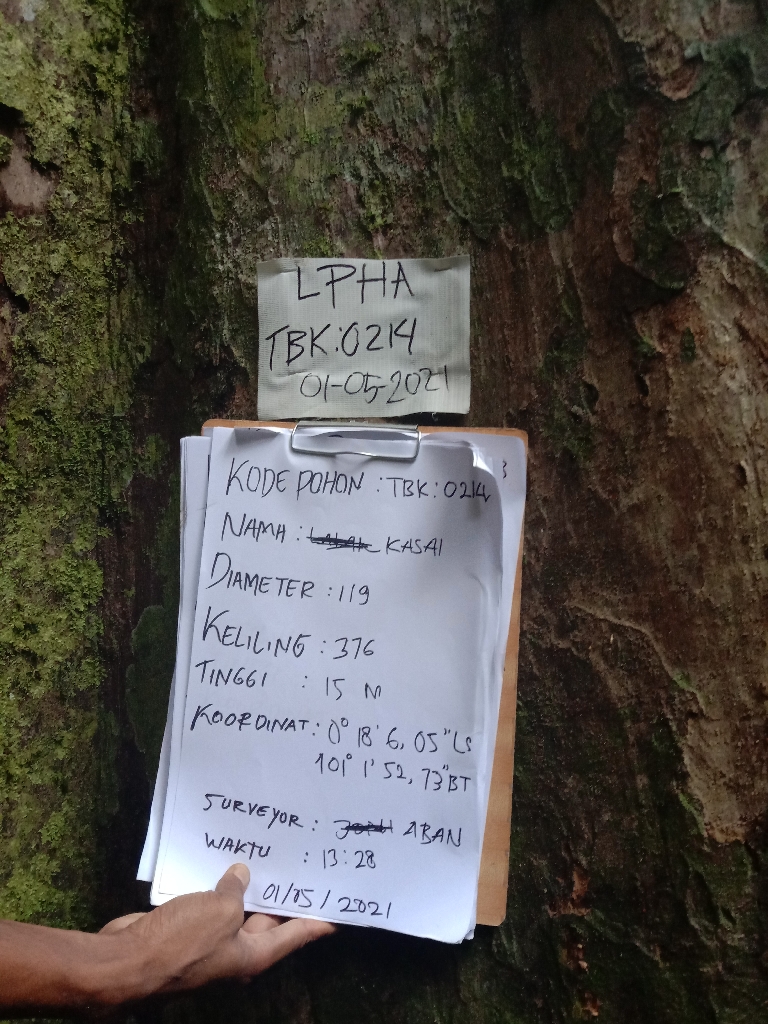 LPHA
TBK:0214
01-05-2021
3
KODE POHON : TBK: 0214
NAMA : KASAI
DIAMETER : 119
KELILING : 376
TINGGI : 15 M
KOORDINAT : 0° 18' 6, 05" LS
101° 1' 52, 73" BT
SURVEYOR : ABAN
WAKTU : 13:28
01/05/2021